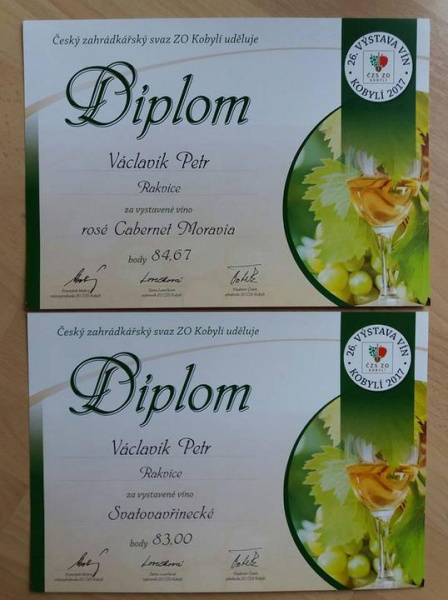 Český zahrádkářský svaz ZO Kobylí uděluje
Diplom
Václavík Petr
Rakvice
za vystavené víno
rosé Cabernet Moravia
body 84,67
26. VÝSTAVA VÍN
ČZS ZO
KOBYLÍ
KOBYLÍ 2017
Český zahrádkářský svaz ZO Kobylí uděluje
Diplom
Václavík Petr
Rakvice
za vystavené víno
Svatovavřinecké
body 83,00
26. VÝSTAVA VÍN
ČZS ZO
KOBYLÍ
KOBYLÍ 2017